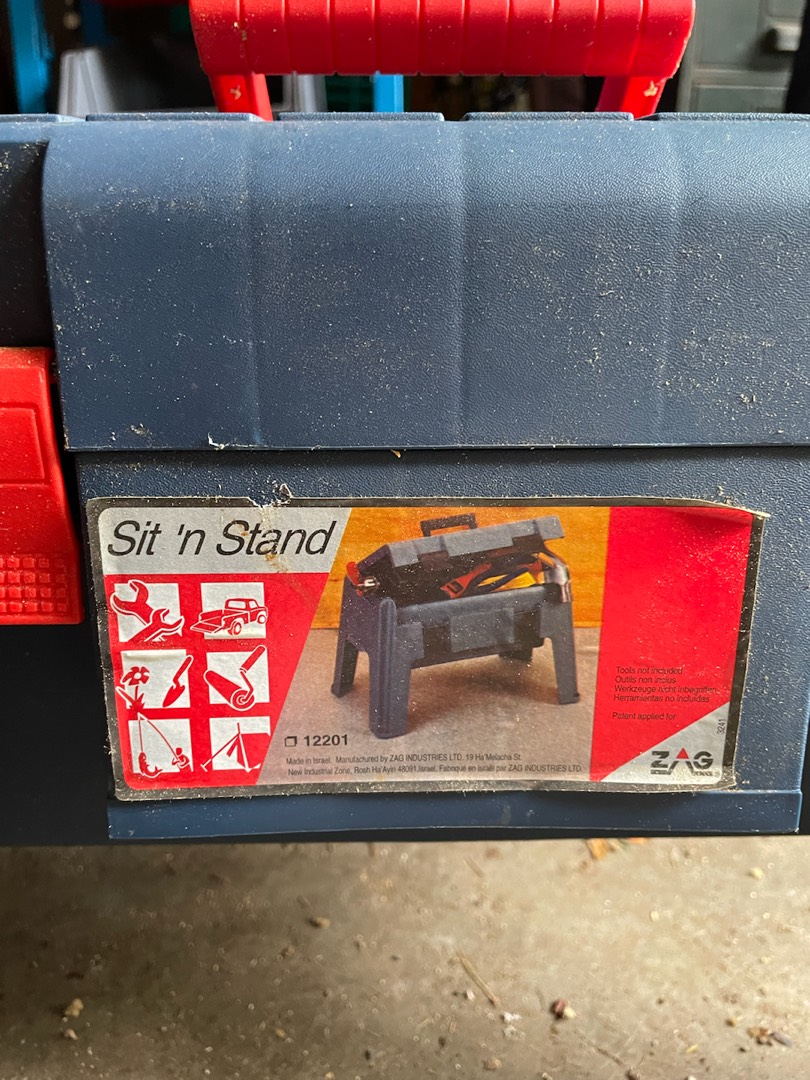 Sit 'n Stand
Tools not included
Outils non inclus
Werkzeuge nicht inbegriffen
Herramientas no incluidas
Patent applied for
3241
12201
ZAG
Made in Israel. Manufactured by ZAG INDUSTRIES LTD. 19 Ha'Melacha St.
New Industrial Zone, Rosh Ha'Ayin 48091 Israel. Fabriqué en Israël par ZAG INDUSTRIES LTD.